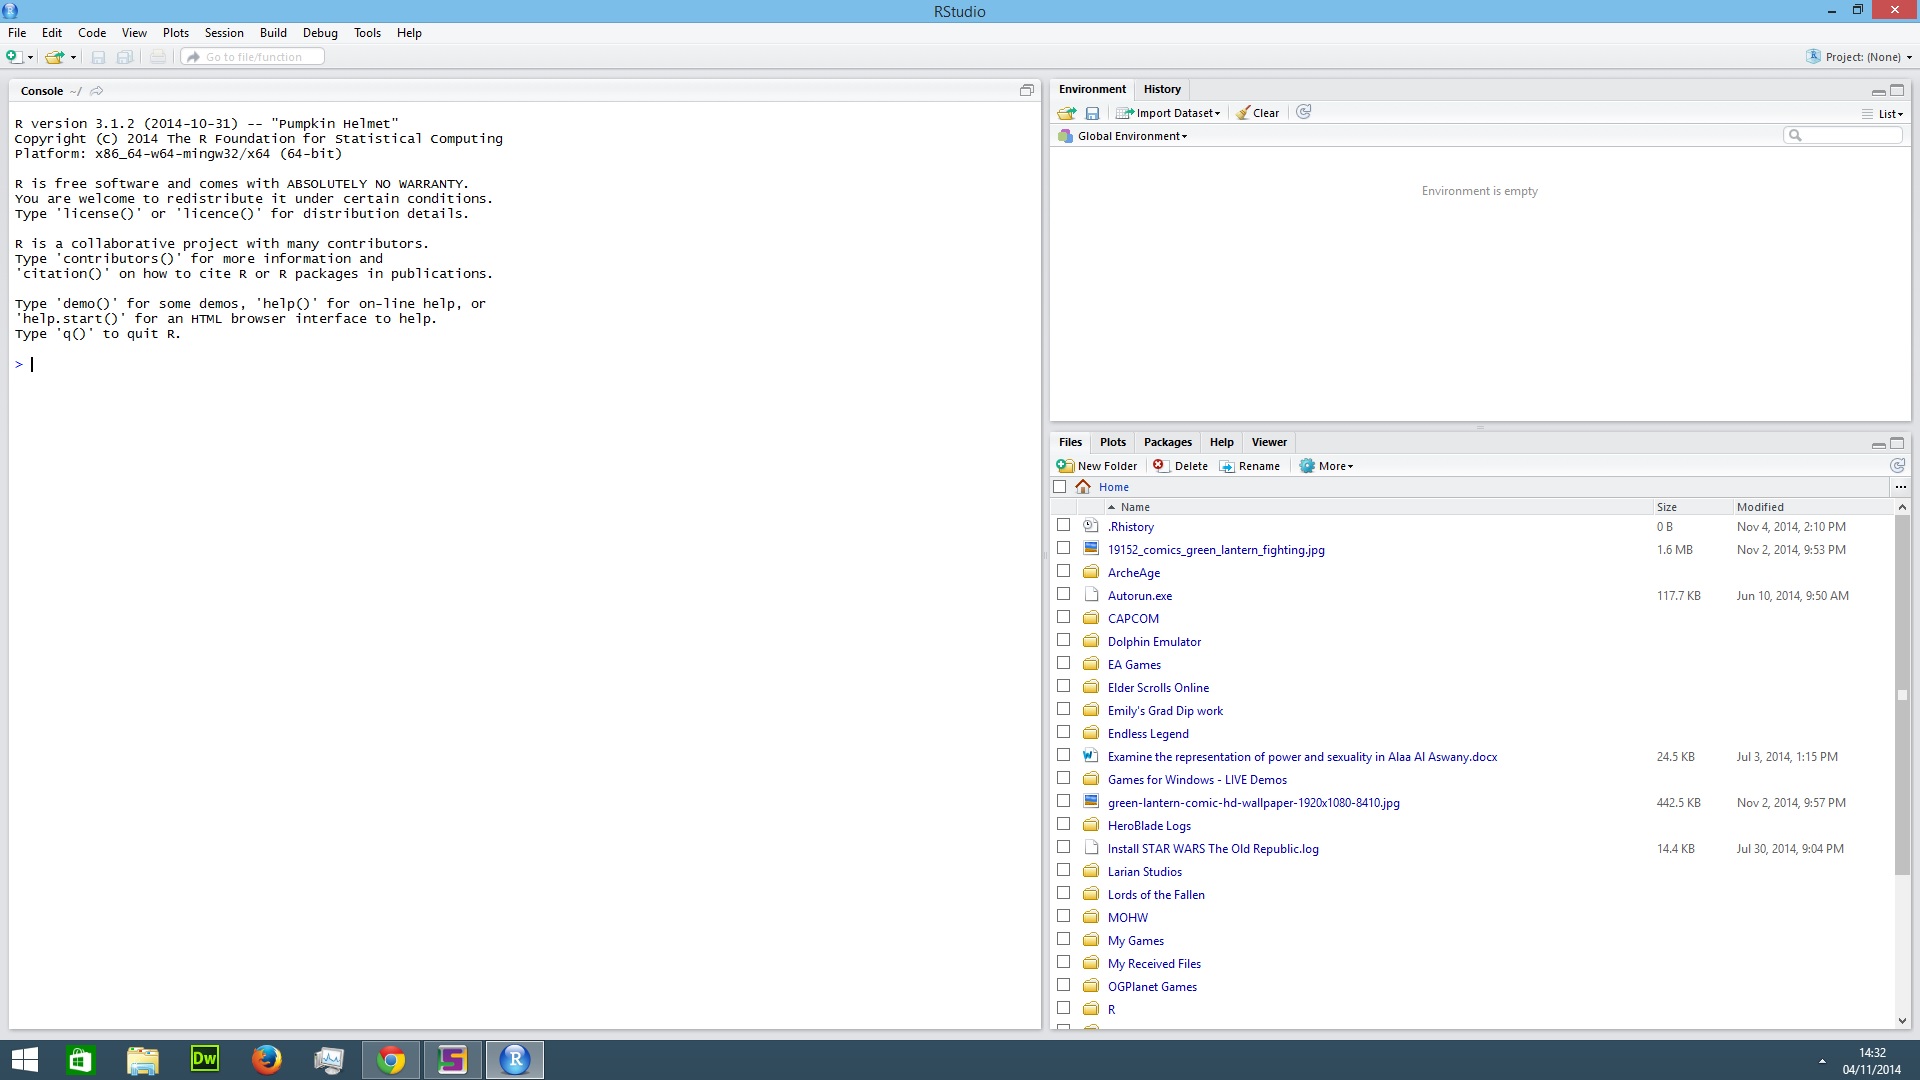 RStudio
File Edit Code View Plots Session Build Debug Tools Help
Go to file/function
Project: (None)
Console ~/
R version 3.1.2 (2014-10-31) -- "Pumpkin Helmet"
Copyright (C) 2014 The R Foundation for Statistical Computing
Platform: x86_64-w64-mingw32/x64 (64-bit)
R is free software and comes with ABSOLUTELY NO WARRANTY.
You are welcome to redistribute it under certain conditions.
Type 'license()' or 'licence()' for distribution details.
R is a collaborative project with many contributors.
Type 'contributors()' for more information and
'citation()' on how to cite R or R packages in publications.
Type 'demo()' for some demos, 'help()' for on-line help, or
'help.start()' for an HTML browser interface to help.
Type 'q()' to quit R.
>
Environment History
Import Dataset Clear List
Global Environment
Environment is empty
Files Plots Packages Help Viewer
New Folder Delete Rename More
Home ...
Name Size Modified
.Rhistory 0 B Nov 4, 2014, 2:10 PM
19152_comics_green_lantern_fighting.jpg 1.6 MB Nov 2, 2014, 9:53 PM
ArcheAge
Autorun.exe 117.7 KB Jun 10, 2014, 9:50 AM
CAPCOM
Dolphin Emulator
EA Games
Elder Scrolls Online
Emily's Grad Dip work
Endless Legend
Examine the representation of power and sexuality in Alaa Al Aswany.docx 24.5 KB Jul 3, 2014, 1:15 PM
Games for Windows - LIVE Demos
green-lantern-comic-hd-wallpaper-1920x1080-8410.jpg 442.5 KB Nov 2, 2014, 9:57 PM
HeroBlade Logs
Install STAR WARS The Old Republic.log 14.4 KB Jul 30, 2014, 9:04 PM
Larian Studios
Lords of the Fallen
MOHW
My Games
My Received Files
OGPlanet Games
R
Dw
R
14:32
04/11/2014